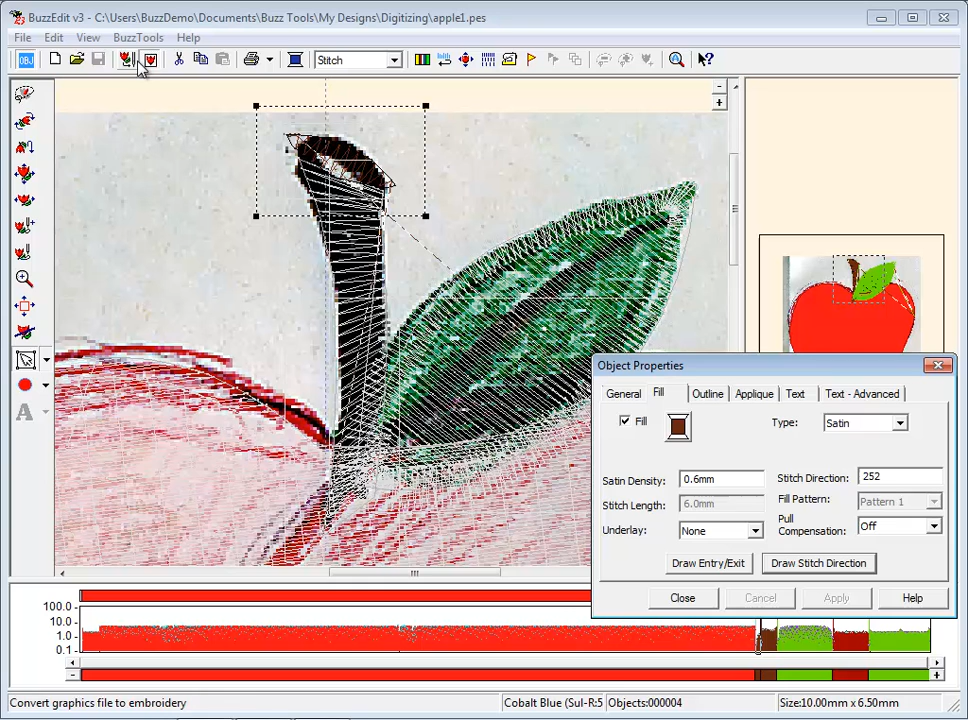 BuzzEdit v3 - C:\Users\BuzzDemo\Documents\Buzz Tools\My Designs\Digitizing\apple1.pes
File Edit View BuzzTools Help
OBJ Stitch
A
Object Properties
General Fill Outline Applique Text Text - Advanced
Fill Type: Satin
Satin Density: 0.6mm Stitch Direction: 252
Stitch Length: 6.0mm Fill Pattern: Pattern 1
Underlay: None Pull Compensation: Off
Draw Entry/Exit Draw Stitch Direction
Close Cancel Apply Help
100.0
10.0
1.0
0.1
Convert graphics file to embroidery Cobalt Blue (Sul-R:5 Objects:000004 Size:10.00mm x 6.50mm